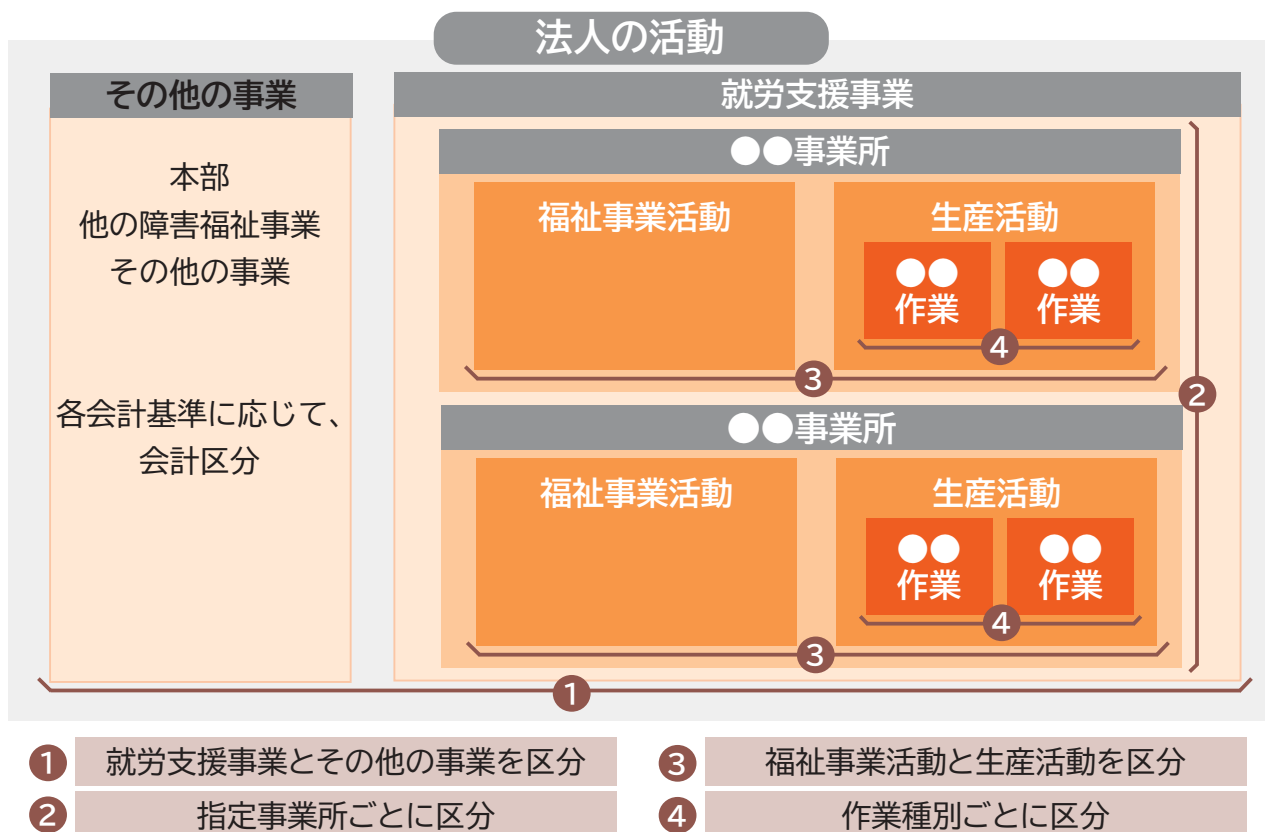 法人の活動
その他の事業
本部
他の障害福祉事業
その他の事業
各会計基準に応じて、
会計区分
就労支援事業
●●事業所
福祉事業活動
生産活動
●●
作業
●●
作業
4
3
2
●●事業所
福祉事業活動
生産活動
●●
作業
●●
作業
4
3
1
1 就労支援事業とその他の事業を区分
2 指定事業所ごとに区分
3 福祉事業活動と生産活動を区分
4 作業種別ごとに区分